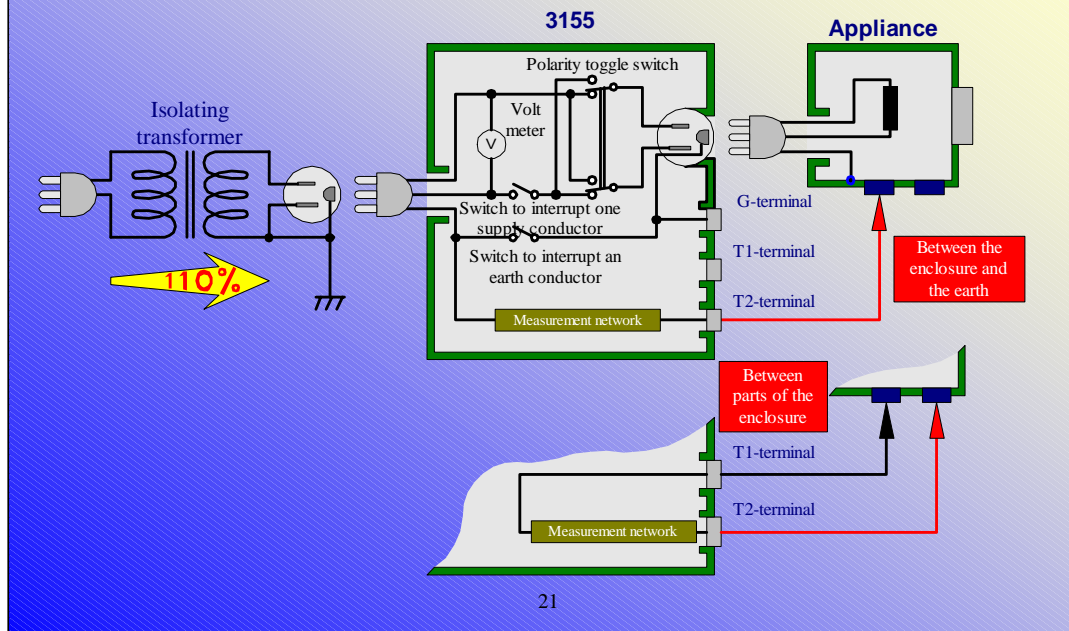 3155
Appliance
Polarity toggle switch
Isolating
transformer
Volt
meter
V
Switch to interrupt one
supply conductor
Switch to interrupt an
earth conductor
G-terminal
T1-terminal
T2-terminal
Between the
enclosure and
the earth
110%
Measurement network
Between
parts of the
enclosure
T1-terminal
T2-terminal
Measurement network
21